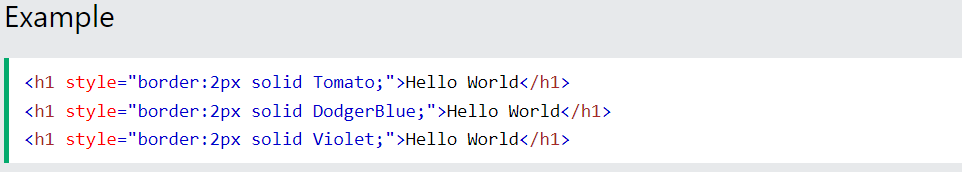 Example
<h1 style="border:2px solid Tomato;">Hello World</h1>
<h1 style="border:2px solid DodgerBlue;">Hello World</h1>
<h1 style="border:2px solid Violet;">Hello World</h1>